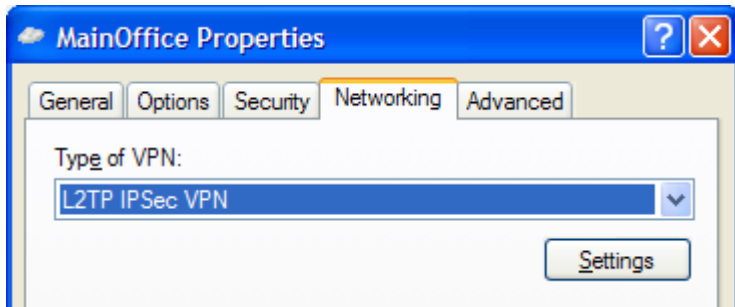 MainOffice Properties
General Options Security Networking Advanced
Type of VPN:
L2TP IPSec VPN
Settings